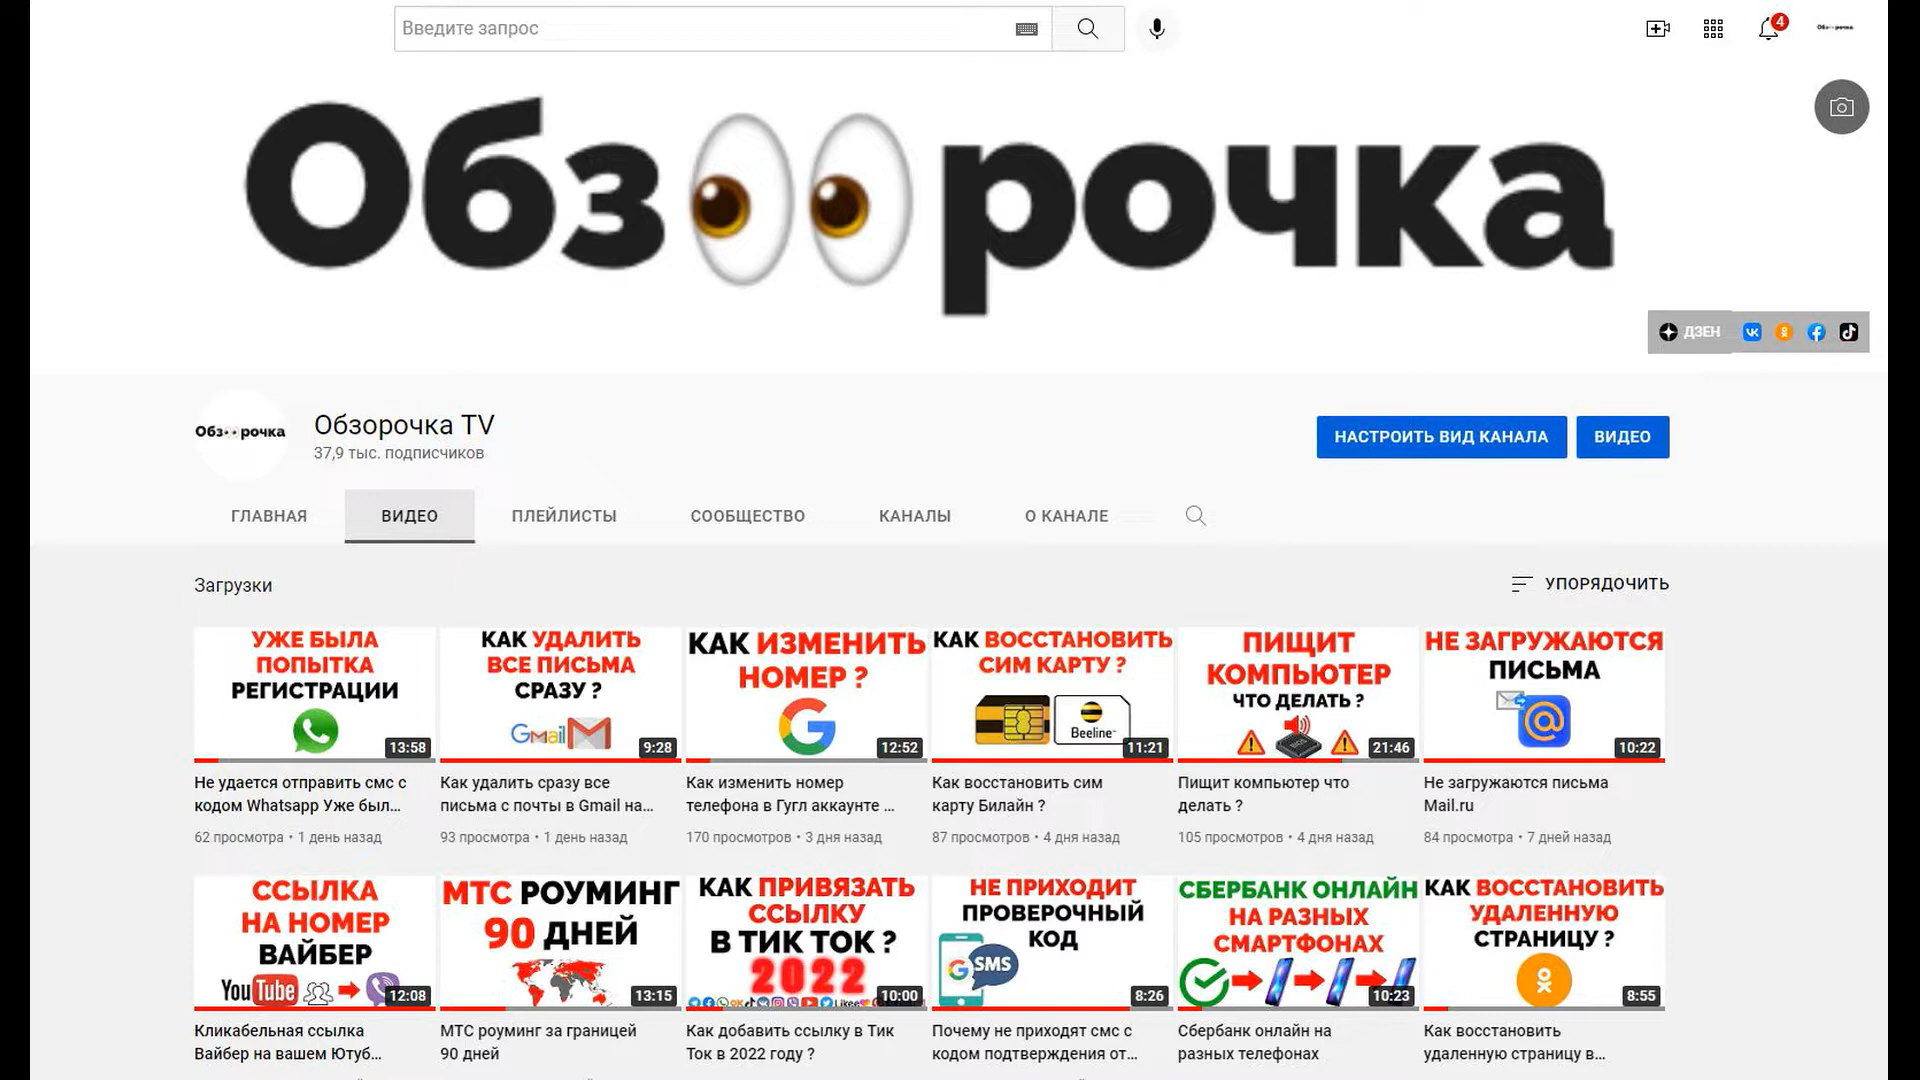 Введите запрос
4
Обз рочка
ДЗЕН
Обз рочка
Обзорочка TV
37,9 тыс. подписчиков
НАСТРОИТЬ ВИД КАНАЛА
ВИДЕО
ГЛАВНАЯ
ВИДЕО
ПЛЕЙЛИСТЫ
СООБЩЕСТВО
КАНАЛЫ
О КАНАЛЕ
Загрузки
УПОРЯДОЧИТЬ
УЖЕ БЫЛА
ПОПЫТКА
РЕГИСТРАЦИИ
13:58
Не удается отправить смс с
кодом Whatsapp Уже был...
62 просмотра • 1 день назад
КАК УДАЛИТЬ
ВСЕ ПИСЬМА
СРАЗУ ?
Gmail
9:28
Как удалить сразу все
письма с почты в Gmail на...
93 просмотра • 1 день назад
КАК ИЗМЕНИТЬ
НОМЕР ?
12:52
Как изменить номер
телефона в Гугл аккаунте ...
170 просмотров • 3 дня назад
КАК ВОССТАНОВИТЬ
СИМ КАРТУ ?
Beeline
11:21
Как восстановить сим
карту Билайн ?
87 просмотров • 4 дня назад
ПИЩИТ
КОМПЬЮТЕР
ЧТО ДЕЛАТЬ ?
21:46
Пищит компьютер что
делать ?
105 просмотров • 4 дня назад
НЕ ЗАГРУЖАЮТСЯ
ПИСЬМА
10:22
Не загружаются письма
Mail.ru
84 просмотра • 7 дней назад
ССЫЛКА
НА НОМЕР
ВАЙБЕР
YouTube
12:08
Кликабельная ссылка
Вайбер на вашем Ютуб...
МТС РОУМИНГ
90 ДНЕЙ
13:15
МТС роуминг за границей
90 дней
КАК ПРИВЯЗАТЬ
ССЫЛКУ
В ТИК ТОК ?
2022
Likee
10:00
Как добавить ссылку в Тик
Ток в 2022 году ?
НЕ ПРИХОДИТ
ПРОВЕРОЧНЫЙ
КОД
G SMS
8:26
Почему не приходят смс с
кодом подтверждения от...
СБЕРБАНК ОНЛАЙН
НА РАЗНЫХ
СМАРТФОНАХ
10:23
Сбербанк онлайн на
разных телефонах
КАК ВОССТАНОВИТЬ
УДАЛЕННУЮ
СТРАНИЦУ ?
8:55
Как восстановить
удаленную страницу в...